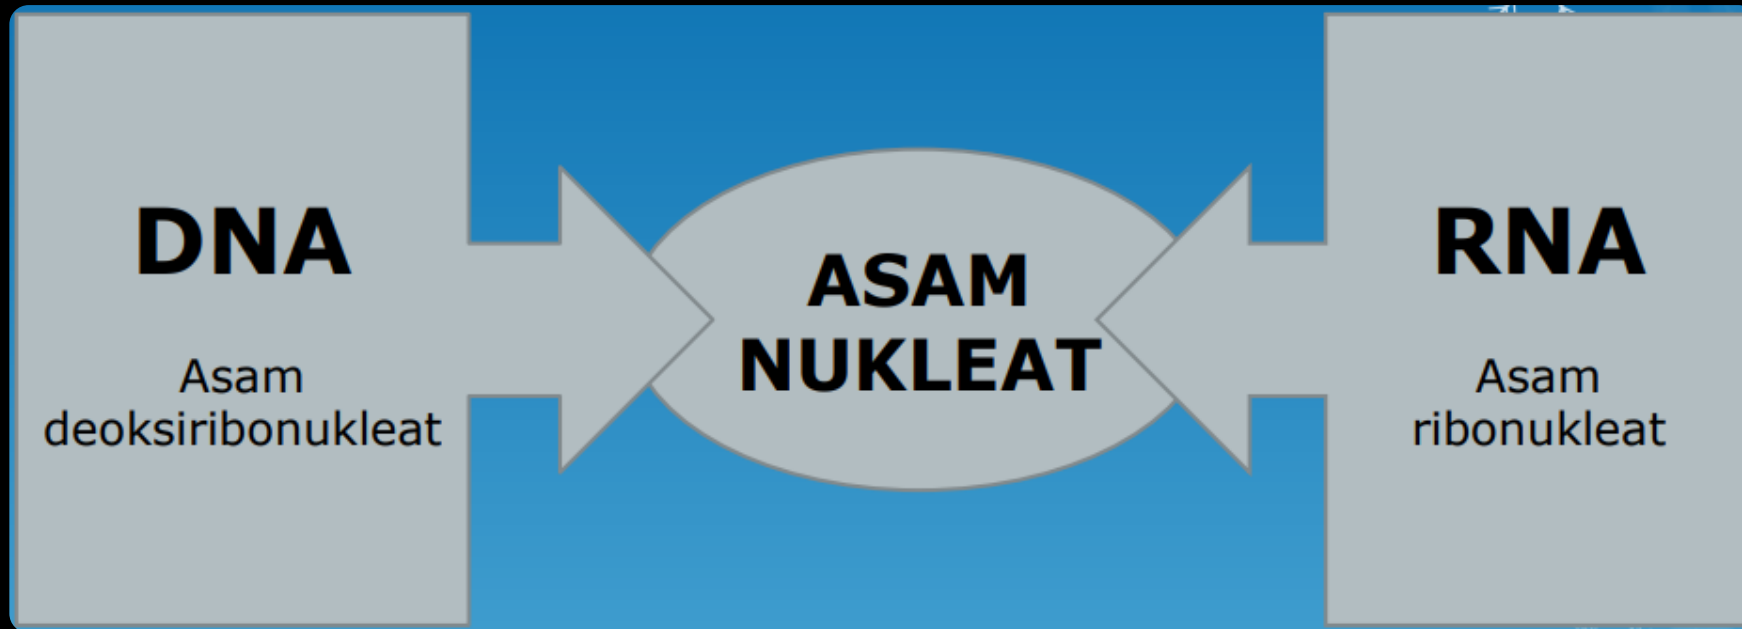 DNA
Asam
deoksiribonukleat
ASAM
NUKLEAT
RNA
Asam
ribonukleat